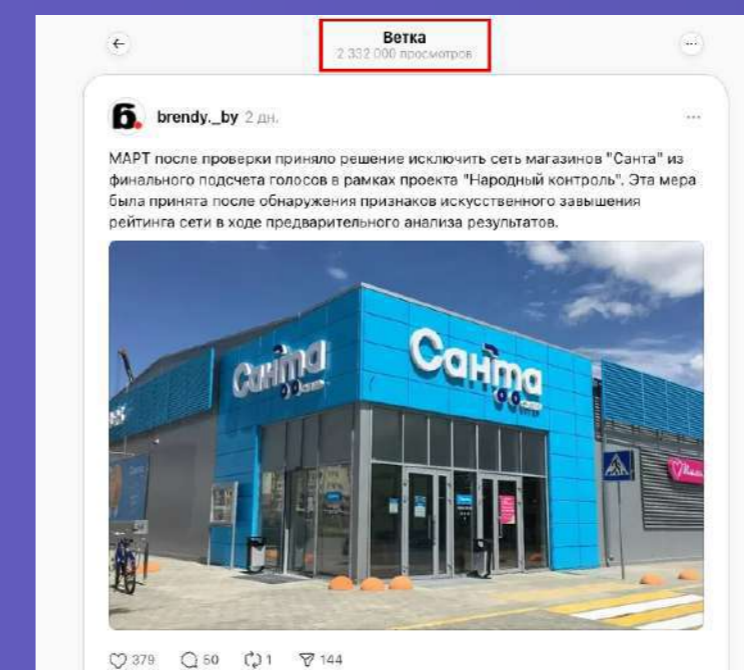 Ветка
2 332 000 просмотров
б.
brendy._by 2 дн.
МАРТ после проверки приняло решение исключить сеть магазинов "Санта" из
финального подсчета голосов в рамках проекта "Народный контроль". Эта мера
была принята после обнаружения признаков искусственного завышения
рейтинга сети в ходе предварительного анализа результатов.
Санта
Санта
379 50 1 144